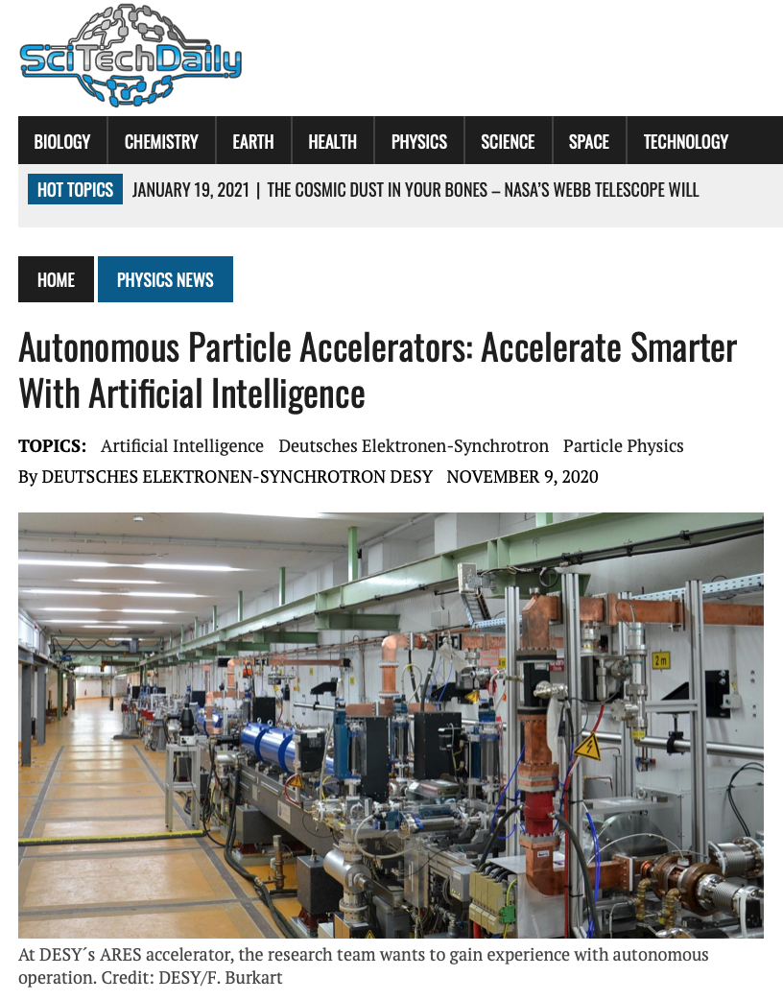 SciTechDaily
BIOLOGY CHEMISTRY EARTH HEALTH PHYSICS SCIENCE SPACE TECHNOLOGY
HOT TOPICS JANUARY 19, 2021 | THE COSMIC DUST IN YOUR BONES – NASA’S WEBB TELESCOPE WILL
HOME PHYSICS NEWS
Autonomous Particle Accelerators: Accelerate Smarter
With Artificial Intelligence
TOPICS: Artificial Intelligence Deutsches Elektronen-Synchrotron Particle Physics
By DEUTSCHES ELEKTRONEN-SYNCHROTRON DESY NOVEMBER 9, 2020
2 m
At DESY´s ARES accelerator, the research team wants to gain experience with autonomous
operation. Credit: DESY/F. Burkart